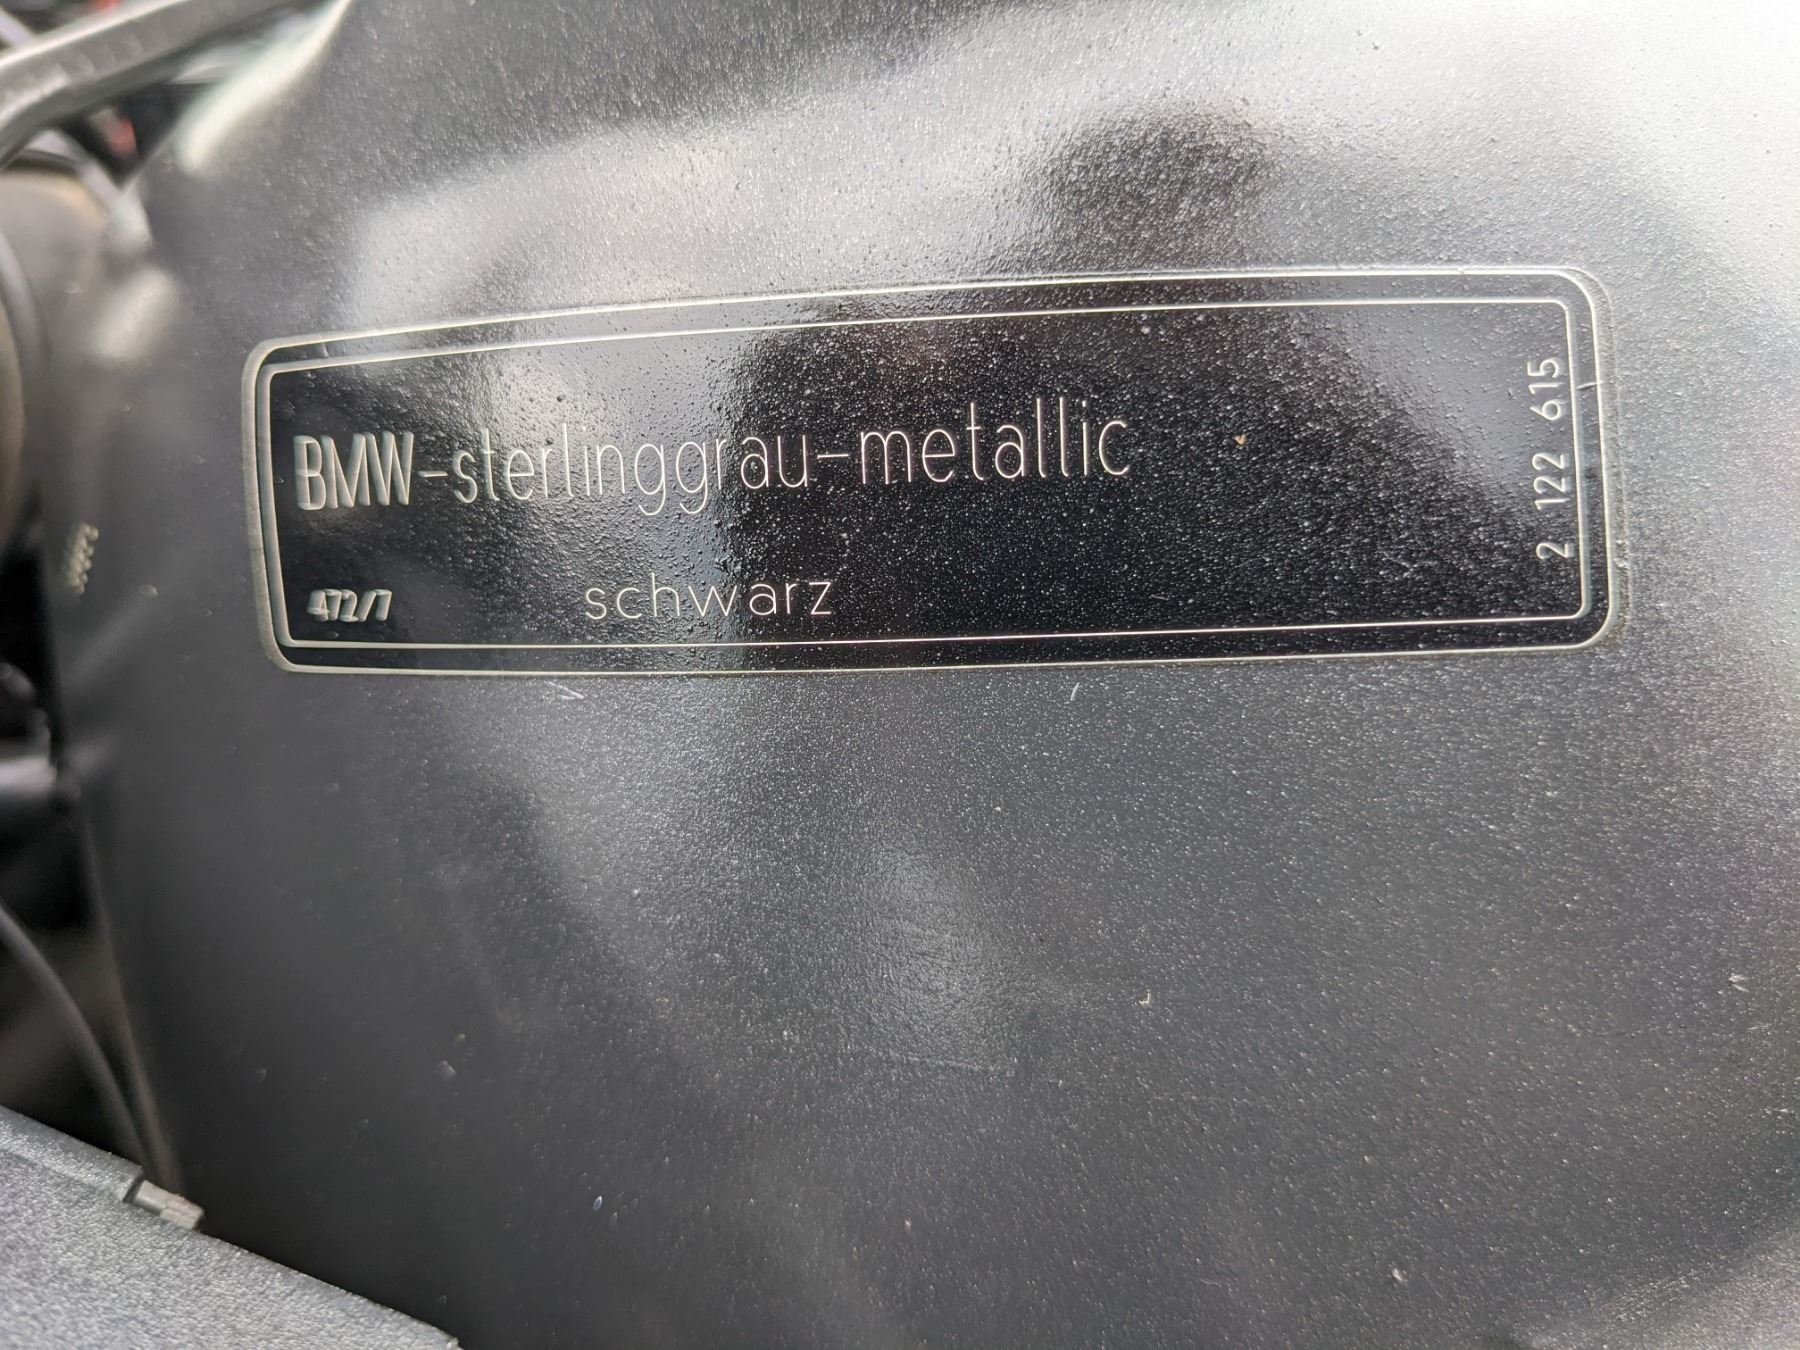 BMW-sterlinggrau-metallic
472/7
schwarz
2 122 615